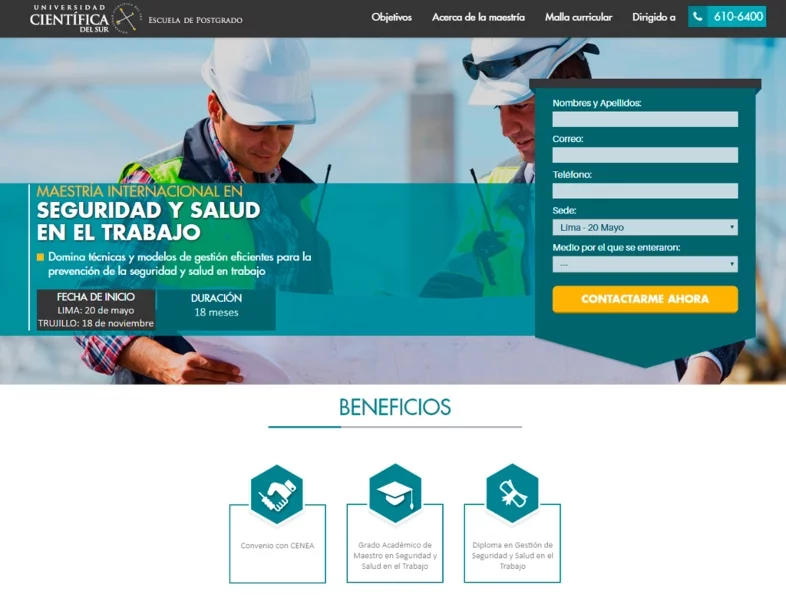 UNIVERSIDAD
CIENTÍFICA
DEL SUR
ESCUELA DE POSTGRADO
Objetivos
Acerca de la maestría
Malla curricular
Dirigido a
610-6400
MAESTRÍA INTERNACIONAL EN
SEGURIDAD Y SALUD
EN EL TRABAJO
Domina técnicas y modelos de gestión eficientes para la
prevención de la seguridad y salud en trabajo
FECHA DE INICIO
LIMA: 20 de mayo
TRUJILLO: 18 de noviembre
DURACIÓN
18 meses
Nombres y Apellidos:
Correo:
Teléfono:
Sede:
Lima - 20 Mayo
Medio por el que se enteraron:
---
CONTACTARME AHORA
BENEFICIOS
Convenio con CENEA
Grado Académico de
Maestro en Seguridad y
Salud en el Trabajo
Diploma en Gestión de
Seguridad y Salud en el
Trabajo